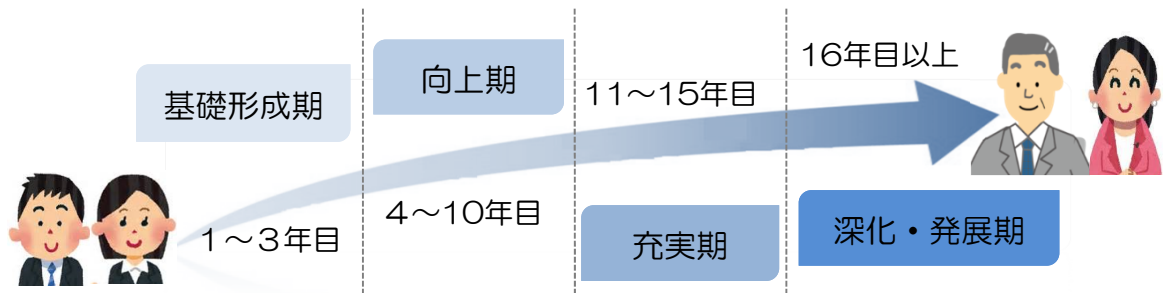 基礎形成期
1～3年目
向上期
4～10年目
11～15年目
充実期
16年目以上
深化・発展期